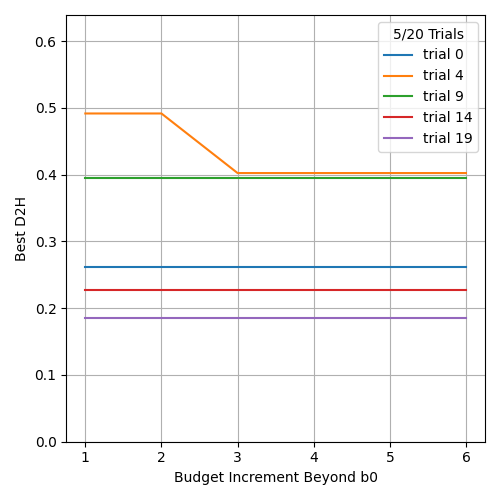 5/20 Trials
trial 0
trial 4
trial 9
trial 14
trial 19
0.6
0.5
0.4
0.3
0.2
0.1
0.0
Best D2H
1 2 3 4 5 6
Budget Increment Beyond b0